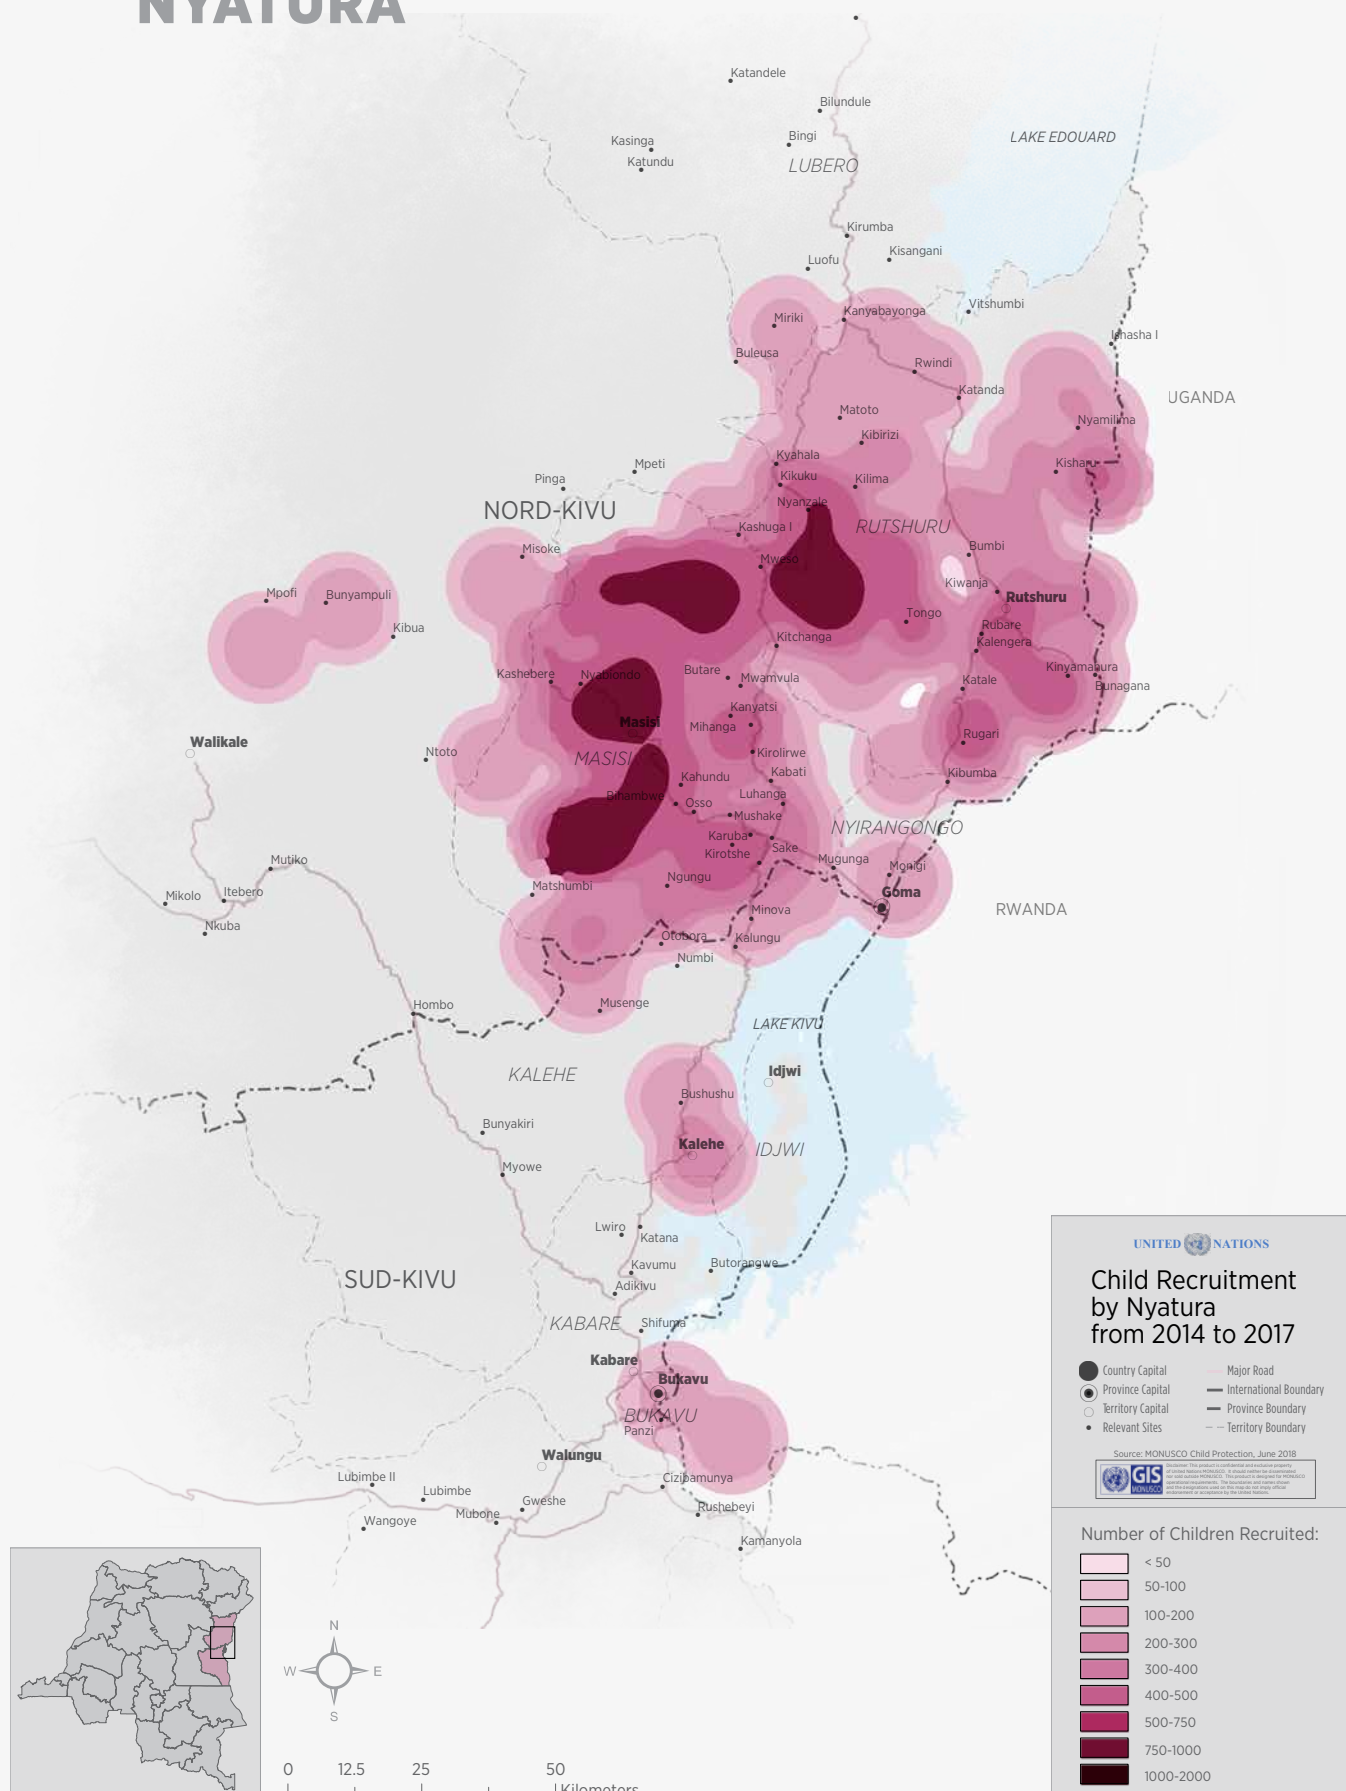 NYATURA
Katandele
Bilundule
Bingi
LAKE EDOUARD
Kasinga
Katundu
LUBERO
Kirumba
Kisangani
Luofu
Vitshumbi
Kanyabayonga
Miriki
Ishasha I
Buleusa
Rwindi
Katanda
UGANDA
Matoto
Nyamilima
Kibirizi
Kyahala
Mpeti
Kisharu
Pinga
Kikuku
Kilima
NORD-KIVU
Nyanzale
Kashuga I
RUTSHURU
Misoke
Bumbi
Mweso
Kiwanja
Mpofi
Bunyampuli
Rutshuru
Kibua
Tongo
Rubare
Kitchanga
Kalengera
Kashebere
Nyabiondo
Butare
Mwamvula
Kinyamahura
Katale
Bunagana
Kanyatsi
Masisi
Mihanga
Walikale
Rugari
Ntoto
MASISI
Kirolirwe
Kahundu
Kabati
Kibumba
Bihambwe
Osso
Luhanga
Mushake
NYIRANGONGO
Karuba
Kirotshe
Sake
Mugunga
Monigi
Mutiko
Ngungu
Matshumbi
Goma
Mikolo
Itebero
Minova
RWANDA
Nkuba
Otobora
Kalungu
Numbi
Hombo
Musenge
LAKE KIVU
KALEHE
Idjwi
Bushushu
Bunyakiri
Kalehe
IDJWI
Myowe
Lwiro
Katana
Kavumu
Butorangwe
SUD-KIVU
Adikivu
KABARE
Shifuma
Kabare
Bukavu
BUKAVU
Panzi
Walungu
Lubimbe II
Cizibamunya
Lubimbe
Gweshe
Rushebeyi
Wangoye
Mubone
Kamanyola
UNITED NATIONS
Child Recruitment
by Nyatura
from 2014 to 2017
Country Capital
Major Road
Province Capital
International Boundary
Territory Capital
Province Boundary
Relevant Sites
Territory Boundary
Source: MONUSCO Child Protection, June 2018
GIS
MONUSCO
Number of Children Recruited:
< 50
50-100
100-200
200-300
300-400
400-500
500-750
750-1000
1000-2000
N
W E
S
0 12.5 25 50
Kilometers